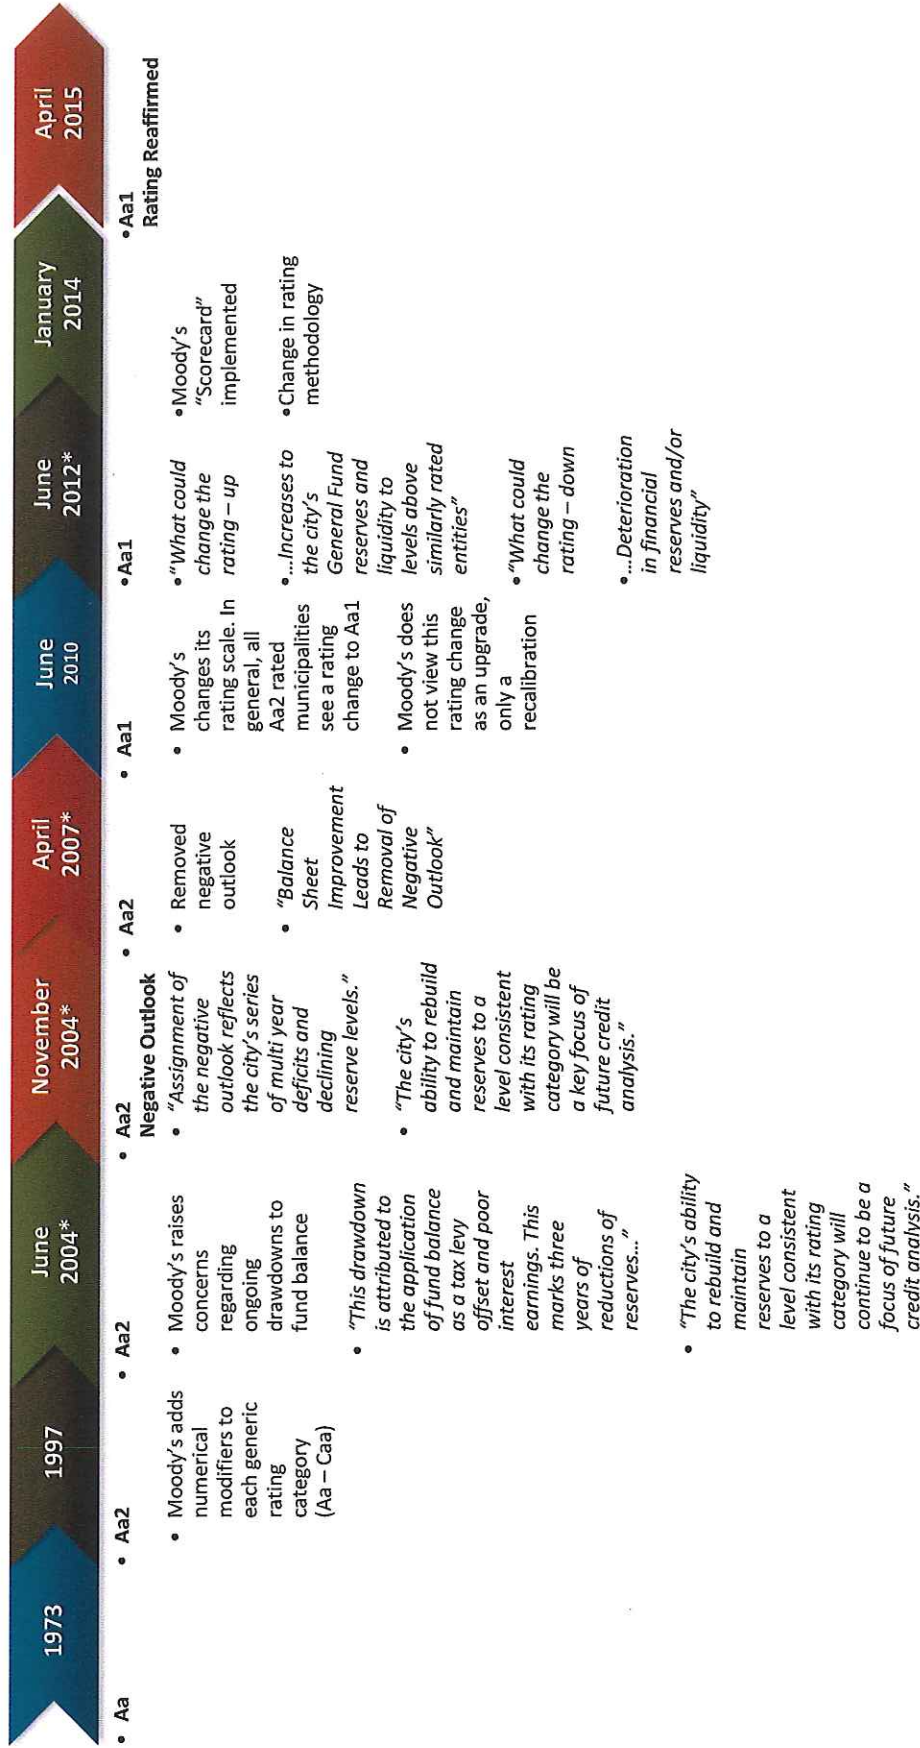 1973
1997
June
2004*
November
2004*
April
2007*
June
2010
June
2012*
January
2014
April
2015
• Aa
• Aa2
• Moody's adds
numerical
modifiers to
each generic
rating
category
(Aa – Caa)
• Aa2
• Moody's raises
concerns
regarding
ongoing
drawdowns to
fund balance
• "This drawdown
is attributed to
the application
of fund balance
as a tax levy
offset and poor
interest
earnings. This
marks three
years of
reductions of
reserves..."
• "The city's ability
to rebuild and
maintain
reserves to a
level consistent
with its rating
category will
continue to be a
focus of future
credit analysis."
• Aa2
Negative Outlook
• "Assignment of
the negative
outlook reflects
the city's series
of multi year
deficits and
declining
reserve levels."
• "The city's
ability to rebuild
and maintain
reserves to a
level consistent
with its rating
category will be
a key focus of
future credit
analysis."
• Aa2
• Removed
negative
outlook
• "Balance
Sheet
Improvement
Leads to
Removal of
Negative
Outlook"
• Aa1
• Moody's
changes its
rating scale. In
general, all
Aa2 rated
municipalities
see a rating
change to Aa1
• Moody's does
not view this
rating change
as an upgrade,
only a
recalibration
•Aa1
•"What could
change the
rating – up
•...Increases to
the city's
General Fund
reserves and
liquidity to
levels above
similarly rated
entities"
•"What could
change the
rating – down
•...Deterioration
in financial
reserves and/or
liquidity"
•Moody's
"Scorecard"
implemented
•Change in rating
methodology
•Aa1
Rating Reaffirmed